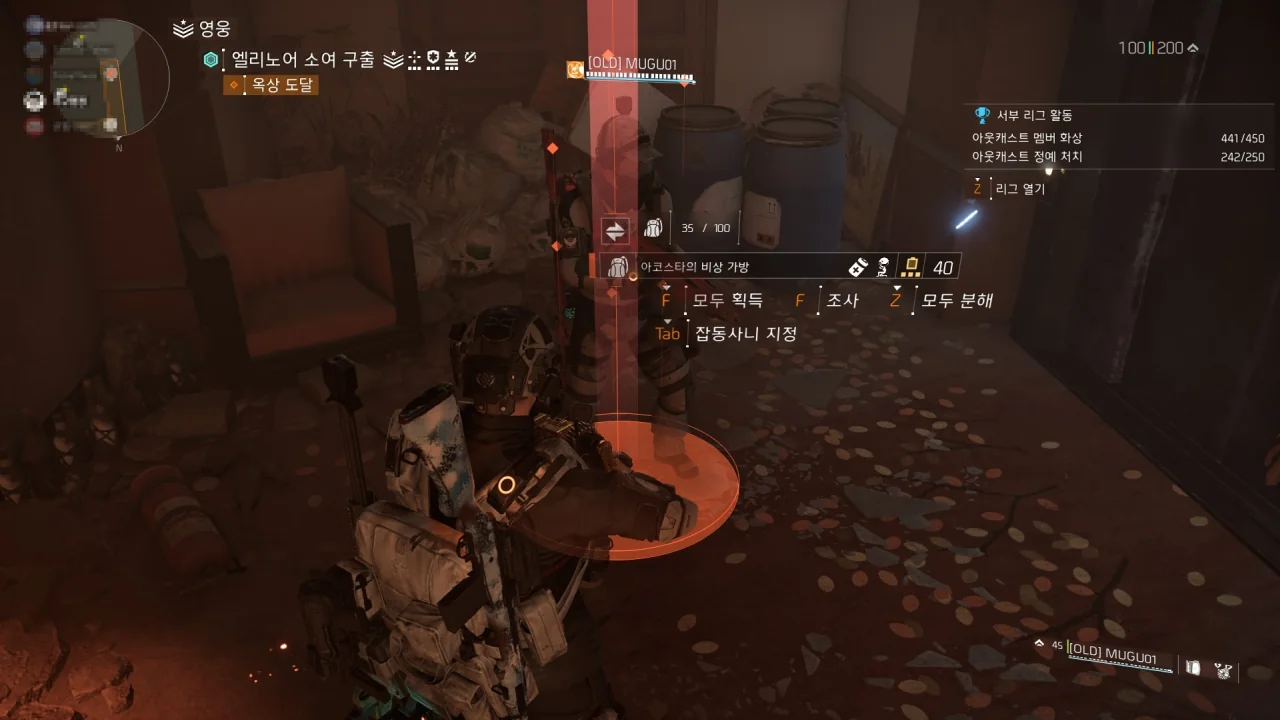 영웅
엘리노어 소여 구출
옥상 도달
N
[OLD] MUGU01
100 200
서부 리그 활동
아웃캐스트 멤버 화상 441/450
아웃캐스트 정예 처치 242/250
Z 리그 열기
35 / 100
아코스타의 비상 가방 40
F 모두 획득 F 조사 Z 모두 분해
Tab 잡동사니 지정
45 [OLD] MUGU01